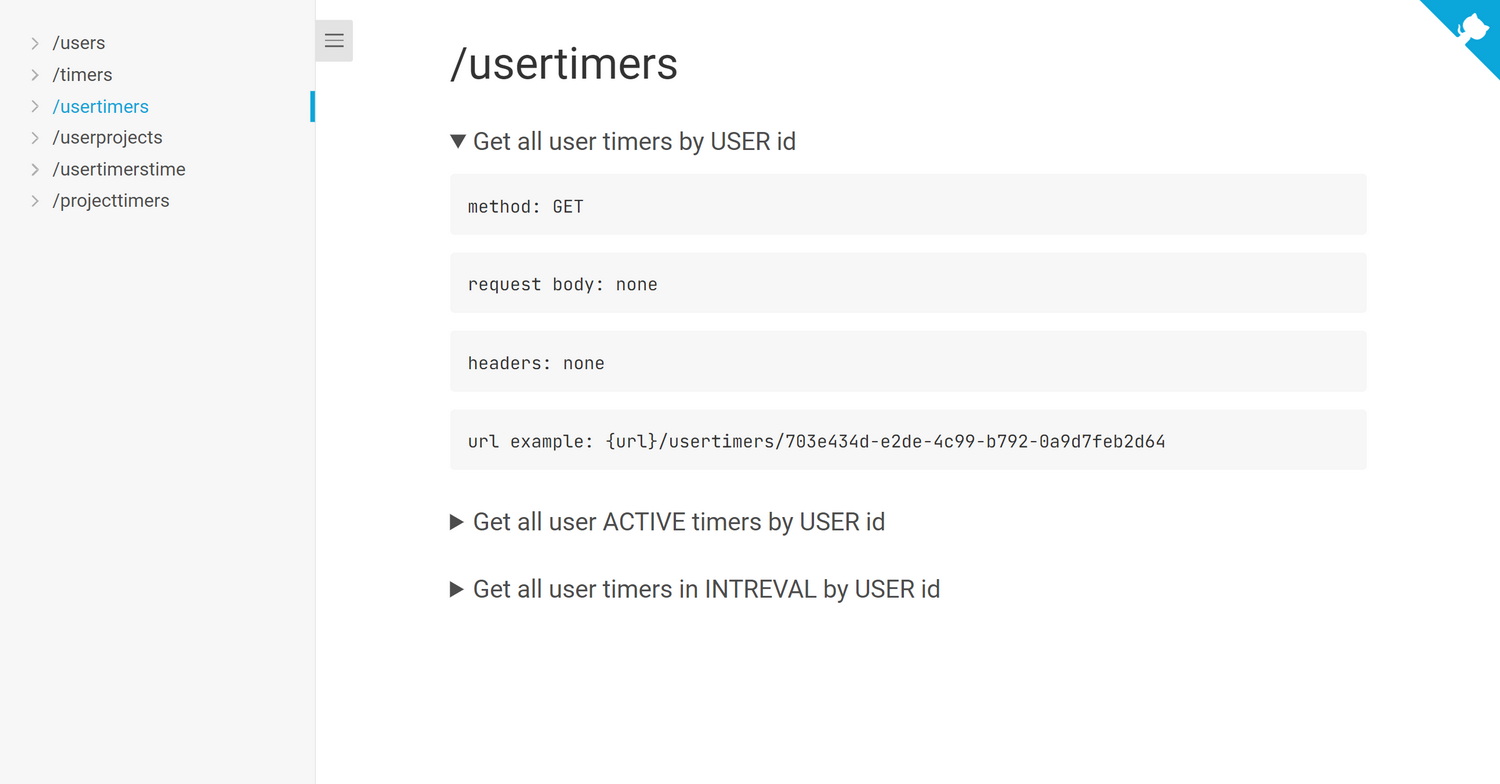 /users
/timers
/usertimers
/userprojects
/usertimerstime
/projecttimers
/usertimers
Get all user timers by USER id
method: GET
request body: none
headers: none
url example: {url}/usertimers/703e434d-e2de-4c99-b792-0a9d7feb2d64
Get all user ACTIVE timers by USER id
Get all user timers in INTREVAL by USER id